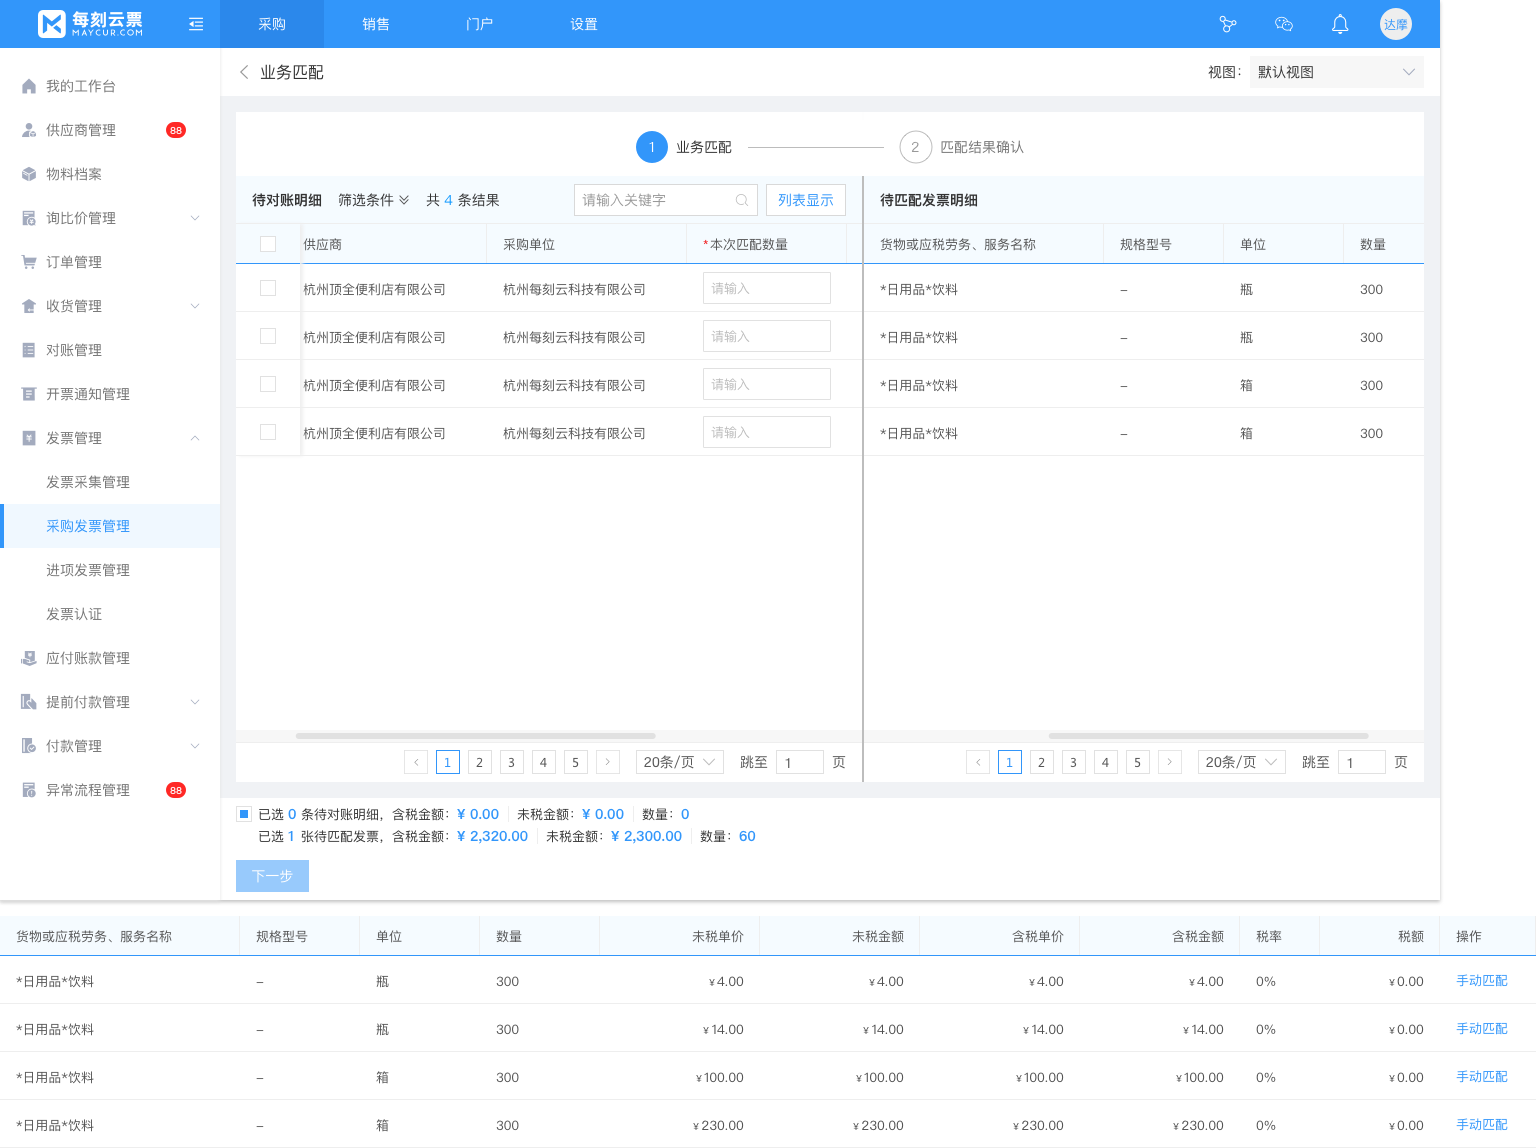 每刻云票 采购 销售 门户 设置 达摩
MAYCUR.COM
业务匹配 视图： 默认视图
我的工作台
供应商管理 88
物料档案
询比价管理
订单管理
收货管理
对账管理
开票通知管理
发票管理
发票采集管理
采购发票管理
进项发票管理
发票认证
应付账款管理
提前付款管理
付款管理
异常流程管理 88
1 业务匹配 2 匹配结果确认
待对账明细 筛选条件 共 4 条结果 请输入关键字 列表显示 待匹配发票明细
供应商 采购单位 *本次匹配数量 货物或应税劳务、服务名称 规格型号 单位 数量
杭州顶全便利店有限公司 杭州每刻云科技有限公司 请输入 *日用品*饮料 – 瓶 300
杭州顶全便利店有限公司 杭州每刻云科技有限公司 请输入 *日用品*饮料 – 瓶 300
杭州顶全便利店有限公司 杭州每刻云科技有限公司 请输入 *日用品*饮料 – 箱 300
杭州顶全便利店有限公司 杭州每刻云科技有限公司 请输入 *日用品*饮料 – 箱 300
1 2 3 4 5 20条/页 跳至 1 页 1 2 3 4 5 20条/页 跳至 1 页
已选 0 条待对账明细，含税金额：¥ 0.00 未税金额：¥ 0.00 数量：0
已选 1 张待匹配发票，含税金额：¥ 2,320.00 未税金额：¥ 2,300.00 数量：60
下一步
货物或应税劳务、服务名称 规格型号 单位 数量 未税单价 未税金额 含税单价 含税金额 税率 税额 操作
*日用品*饮料 – 瓶 300 ¥4.00 ¥4.00 ¥4.00 ¥4.00 0% ¥0.00 手动匹配
*日用品*饮料 – 瓶 300 ¥14.00 ¥14.00 ¥14.00 ¥14.00 0% ¥0.00 手动匹配
*日用品*饮料 – 箱 300 ¥100.00 ¥100.00 ¥100.00 ¥100.00 0% ¥0.00 手动匹配
*日用品*饮料 – 箱 300 ¥230.00 ¥230.00 ¥230.00 ¥230.00 0% ¥0.00 手动匹配